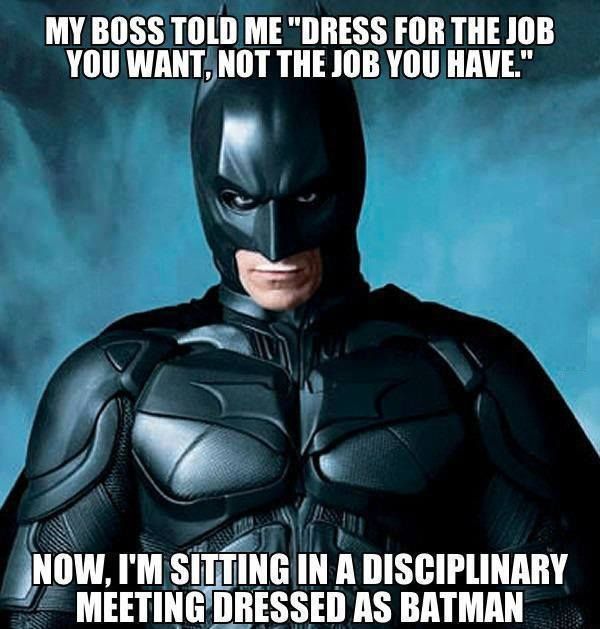 MY BOSS TOLD ME "DRESS FOR THE JOB
YOU WANT, NOT THE JOB YOU HAVE."
NOW, I'M SITTING IN A DISCIPLINARY
MEETING DRESSED AS BATMAN